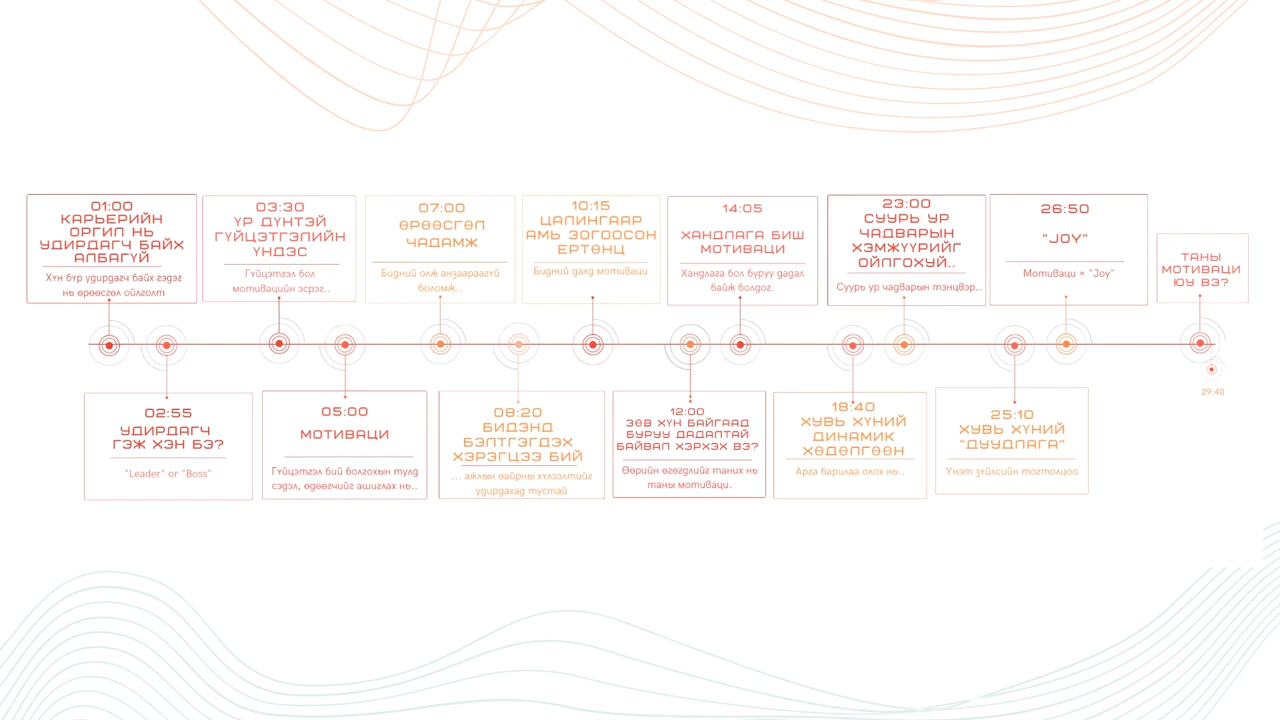 01:00
КАРЬЕРИЙН
ОРГИЛ НЬ
УДИРДАГЧ БАЙХ
АЛБАГҮЙ
Хүн бүр удирдагч байх гэдэг
нь өрөөсгөл ойлголт
03:30
ҮР ДҮНТЭЙ
ГҮЙЦЭТГЭЛИЙН
ҮНДЭС
Гүйцэтгэл бол
мотивацийн эсрэг..
07:00
ӨРӨӨСГӨЛ
ЧАДАМЖ
Бидний олж анзаараагүй
боломж..
10:15
ЦАЛИНГААР
АМЬ ЗОГООСОН
ЕРТӨНЦ
Бидний далд мотиваци
14:05
ХАНДЛАГА БИШ
МОТИВАЦИ
Хандлага бол буруу дадал
байж болдог.
23:00
СУУРЬ УР
ЧАДВАРЫН
ХЭМЖҮҮРИЙГ
ОЙЛГОХУЙ..
Суурь ур чадварын тэнцвэр..
26:50
"JOY"
Мотиваци = "Joy"
ТАНЫ
МОТИВАЦИ
ЮУ ВЭ?
29:40
02:55
УДИРДАГЧ
ГЭЖ ХЭН БЭ?
"Leader" or "Boss"
05:00
МОТИВАЦИ
Гүйцэтгэл бий болгохын тулд
сэдэл, өдөөгчийг ашиглах нь..
08:20
БИДЭНД
БЭЛТГЭГДЭХ
ХЭРЭГЦЭЭ БИЙ
... ажлын байрны хүлээлтийг
удирдахад тустай
12:00
ЗӨВ ХҮН БАЙГААД
БУРУУ ДАДАЛТАЙ
БАЙВАЛ ХЭРХЭХ ВЭ?
Өөрийн өгөгдлийг таних нь
таны мотиваци.
18:40
ХУВЬ ХҮНИЙ
ДИНАМИК
ХӨДӨЛГӨӨН
Арга барилаа олох нь..
25:10
ХУВЬ ХҮНИЙ
"ДУУДЛАГА"
Үнэт зүйлсийн тогтолцоо